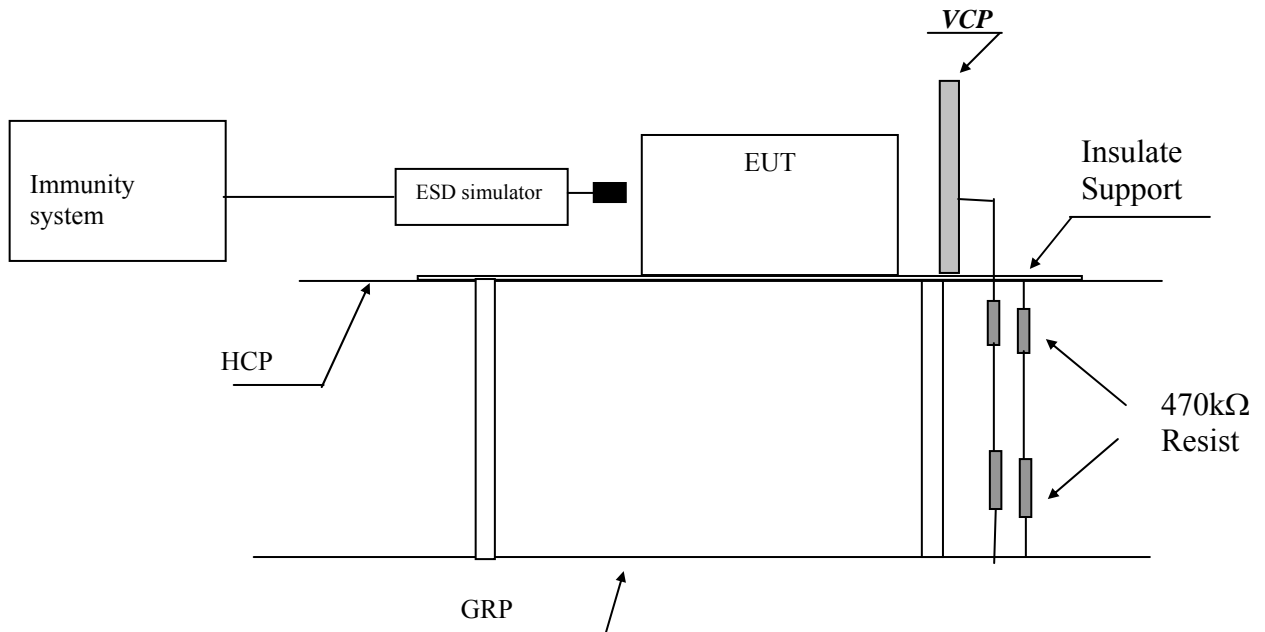 VCP
Immunity
system
ESD simulator
EUT
Insulate
Support
HCP
470kΩ
Resist
GRP